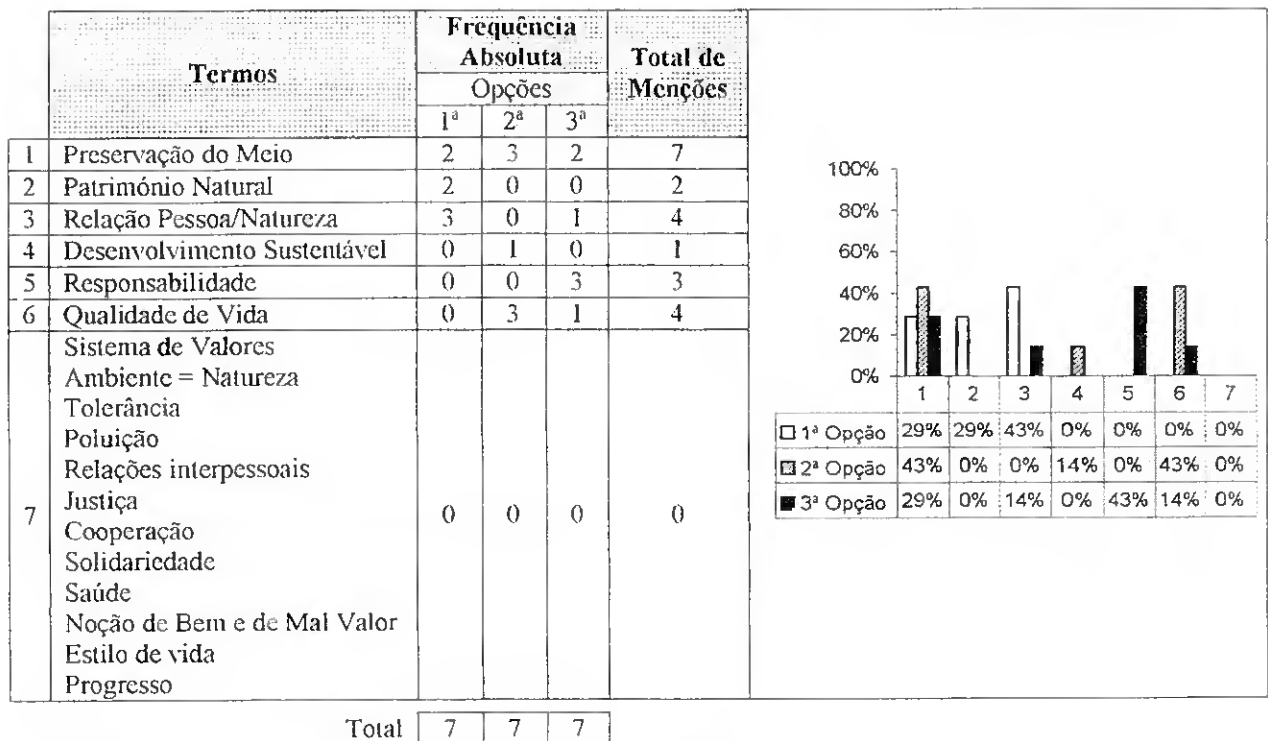 Termos
Frequência
Absoluta
Opções
1ª 2ª 3ª
Total de
Menções
1 Preservação do Meio 2 3 2 7
2 Património Natural 2 0 0 2
3 Relação Pessoa/Natureza 3 0 1 4
4 Desenvolvimento Sustentável 0 1 0 1
5 Responsabilidade 0 0 3 3
6 Qualidade de Vida 0 3 1 4
7
Sistema de Valores
Ambiente = Natureza
Tolerância
Poluição
Relações interpessoais
Justiça
Cooperação
Solidariedade
Saúde
Noção de Bem e de Mal Valor
Estilo de vida
Progresso
0 0 0 0
Total 7 7 7
100%
80%
60%
40%
20%
0%
1 2 3 4 5 6 7
1ª Opção 29% 29% 43% 0% 0% 0% 0%
2ª Opção 43% 0% 0% 14% 0% 43% 0%
3ª Opção 29% 0% 14% 0% 43% 14% 0%